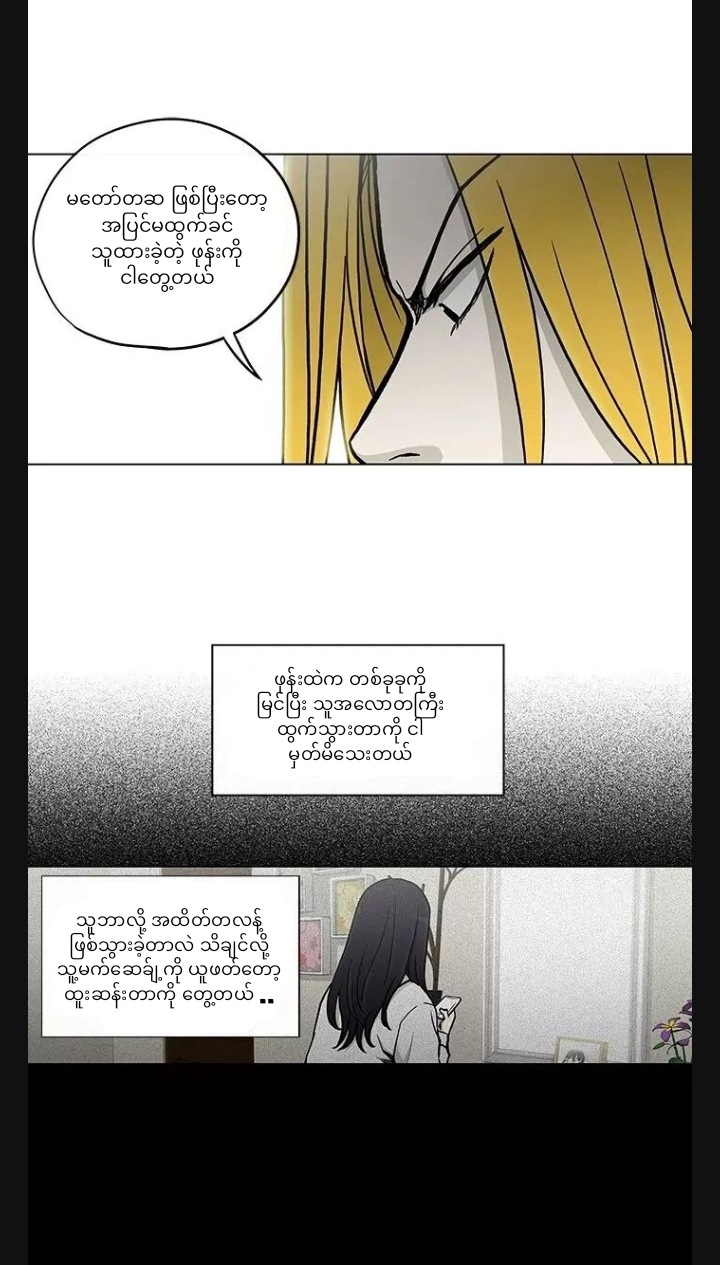 မတော်တဆ ဖြစ်ပြီးတော့
အပြင်မထွက်ခင်
သူထားခဲ့တဲ့ ဖုန်းကို
ငါတွေ့တယ်
ဖုန်းထဲက တစ်ခုခုကို
မြင်ပြီး သူအလောတကြီး
ထွက်သွားတာကို ငါ
မှတ်မိသေးတယ်
သူဘာလို့ အထိတ်တလန့်
ဖြစ်သွားခဲ့တာလဲ သိချင်လို့
သူ့မက်ဆေ့ချ်ကို ယူဖတ်တော့
ထူးဆန်းတာကို တွေ့တယ် ..